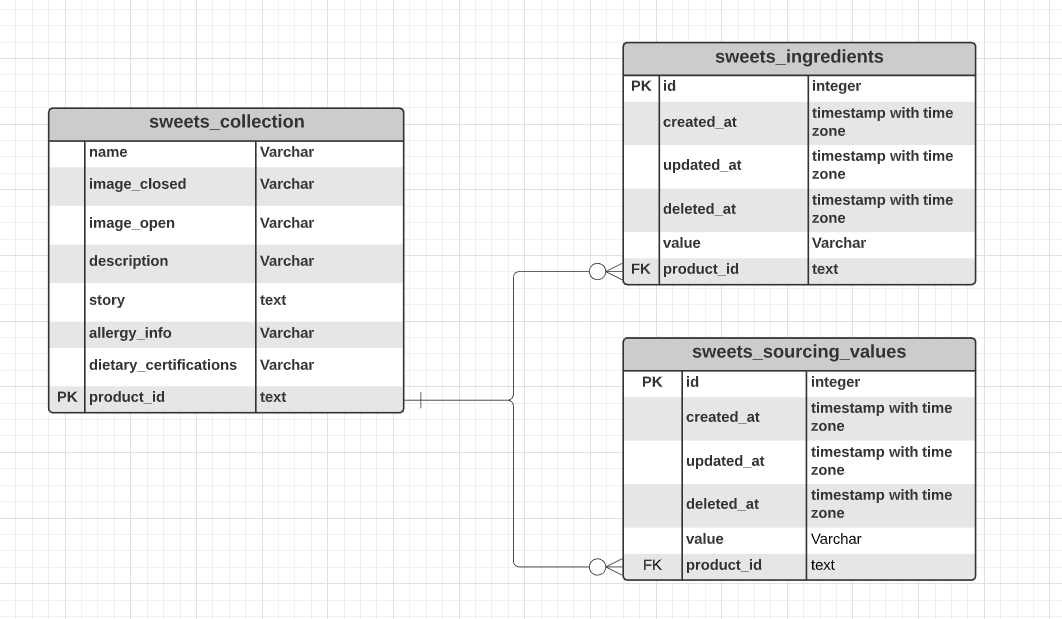 sweets_collection
name Varchar
image_closed Varchar
image_open Varchar
description Varchar
story text
allergy_info Varchar
dietary_certifications Varchar
PK product_id text
sweets_ingredients
PK id integer
created_at timestamp with time
zone
updated_at timestamp with time
zone
deleted_at timestamp with time
zone
value Varchar
FK product_id text
sweets_sourcing_values
PK id integer
created_at timestamp with time
zone
updated_at timestamp with time
zone
deleted_at timestamp with time
zone
value Varchar
FK product_id text